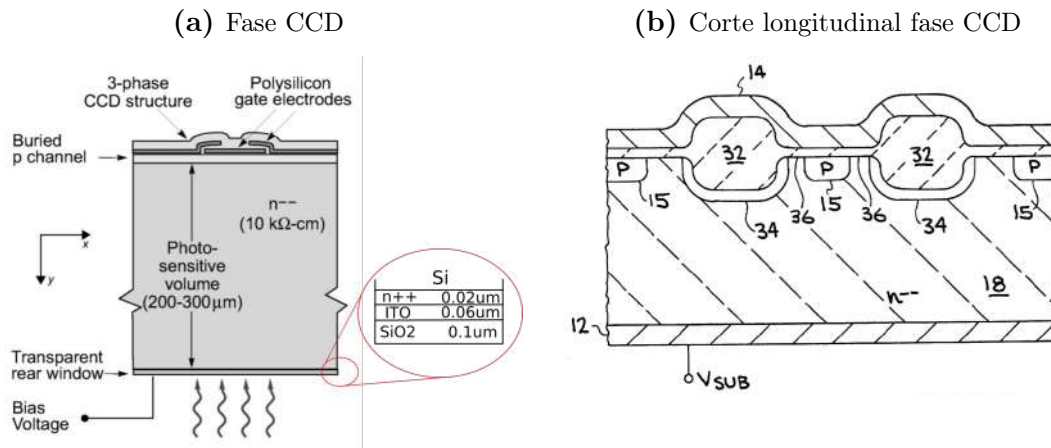 (a) Fase CCD
3-phase
CCD structure
Polysilicon
gate electrodes
Buried
p channel
n--
(10 kΩ-cm)
x
y
Photo-
sensitive
volume
(200-300μm)
Si
n++ 0.02um
ITO 0.06um
SiO2 0.1um
Transparent
rear window
Bias
Voltage
(b) Corte longitudinal fase CCD
14
32
32
P
P
P
15
34
36
15
36
34
15
n--
18
12
VSUB